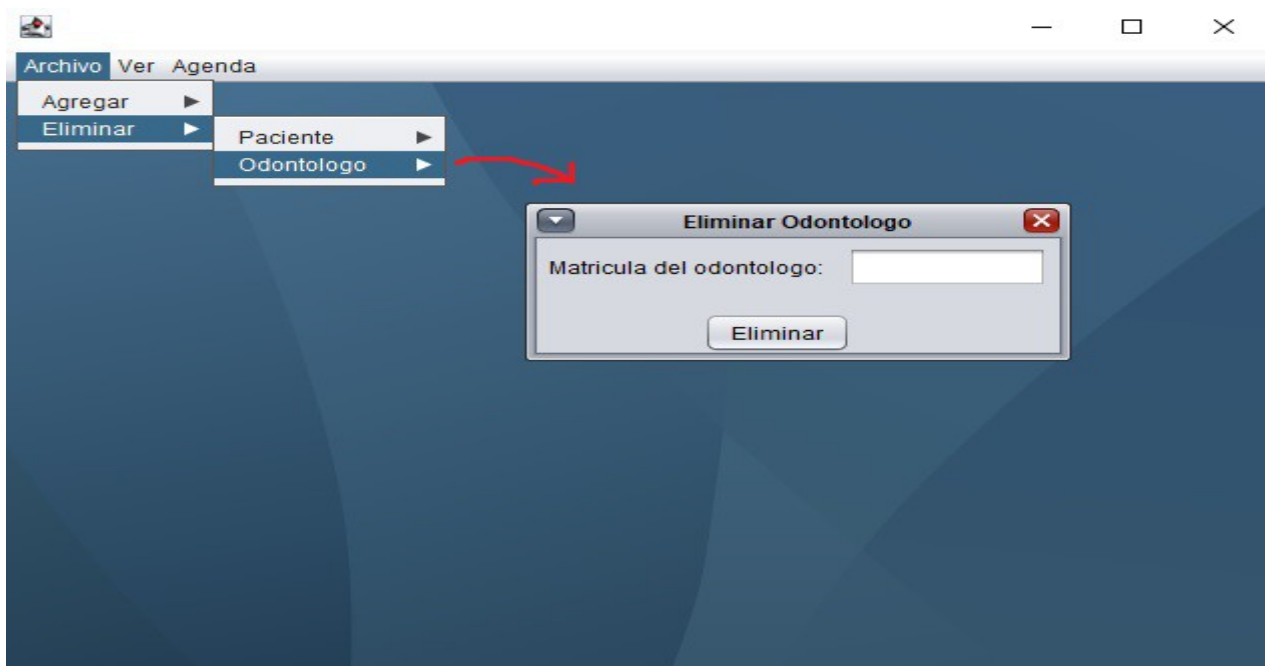 Archivo Ver Agenda
Agregar
Eliminar
Paciente
Odontologo
Eliminar Odontologo
Matricula del odontologo:
Eliminar